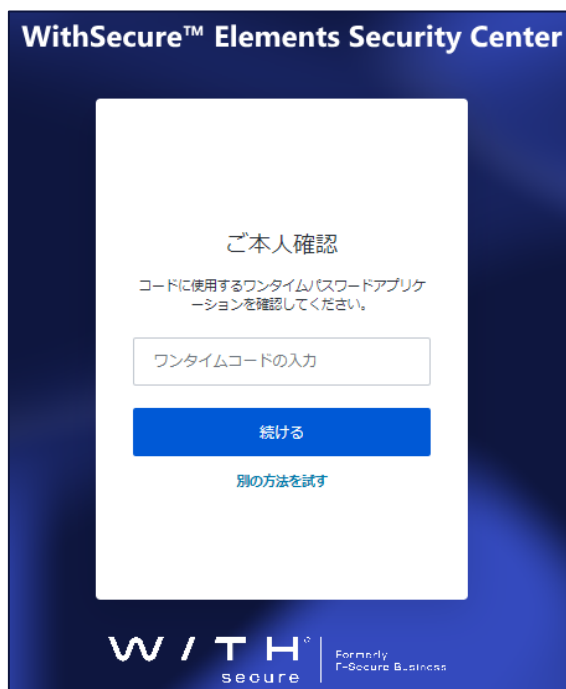 WithSecure™ Elements Security Center
ご本人確認
コードに使用するワンタイムパスワードアプリケ
ーションを確認してください。
ワンタイムコードの入力
続ける
別の方法を試す
W / T H®
secure
Formerly
F-Secure Business